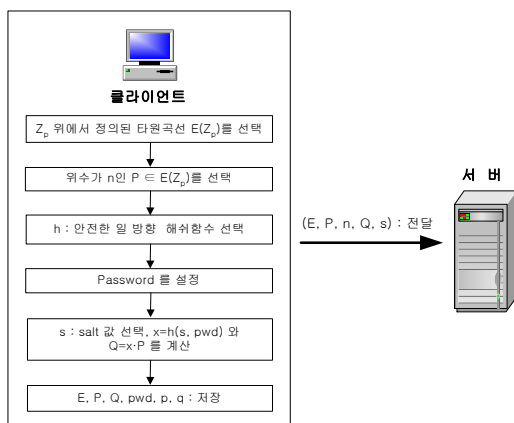 클라이언트
Zp 위에서 정의된 타원곡선 E(Zp)를 선택
위수가 n인 P ∈ E(Zp)를 선택
h : 안전한 일 방향 해쉬함수 선택
Password 를 설정
s : salt 값 선택, x=h(s, pwd) 와
Q=x·P 를 계산
E, P, Q, pwd, p, q : 저장
(E, P, n, Q, s) : 전달
서 버